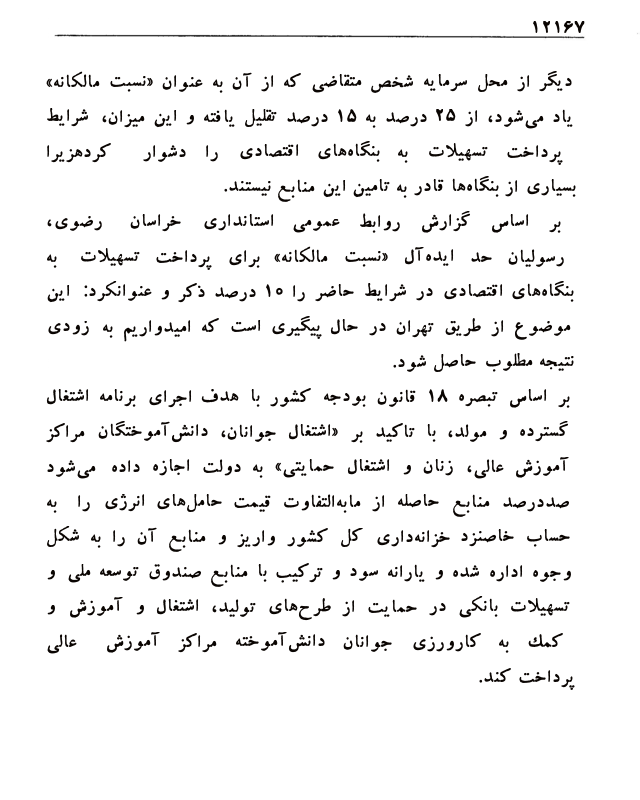 ۱۲۱۶۷
دیگر از محل سرمایه شخص متقاضی که از آن به عنوان «نسبت مالکانه»
یاد می‌شود، از ۲۵ درصد به ۱۵ درصد تقلیل یافته و این میزان، شرایط
پرداخت تسهیلات به بنگاه‌های اقتصادی را دشوار کردهزیرا
بسیاری از بنگاه‌ها قادر به تامین این منابع نیستند.
بر اساس گزارش روابط عمومی استانداری خراسان رضوی،
رسولیان حد ایده‌آل «نسبت مالکانه» برای پرداخت تسهیلات به
بنگاه‌های اقتصادی در شرایط حاضر را ۱۰ درصد ذکر و عنوانکرد: این
موضوع از طریق تهران در حال پیگیری است که امیدواریم به زودی
نتیجه مطلوب حاصل شود.
بر اساس تبصره ۱۸ قانون بودجه کشور با هدف اجرای برنامه اشتغال
گسترده و مولد، با تاکید بر «اشتغال جوانان، دانش‌آموختگان مراکز
آموزش عالی، زنان و اشتغال حمایتی» به دولت اجازه داده می‌شود
صددرصد منابع حاصله از مابه‌التفاوت قیمت حامل‌های انرژی را به
حساب خاصنزد خزانه‌داری کل کشور واریز و منابع آن را به شکل
وجوه اداره شده و یارانه سود و ترکیب با منابع صندوق توسعه ملی و
تسهیلات بانکی در حمایت از طرح‌های تولید، اشتغال و آموزش و
کمك به کارورزی جوانان دانش‌آموخته مراکز آموزش عالی
پرداخت کند.